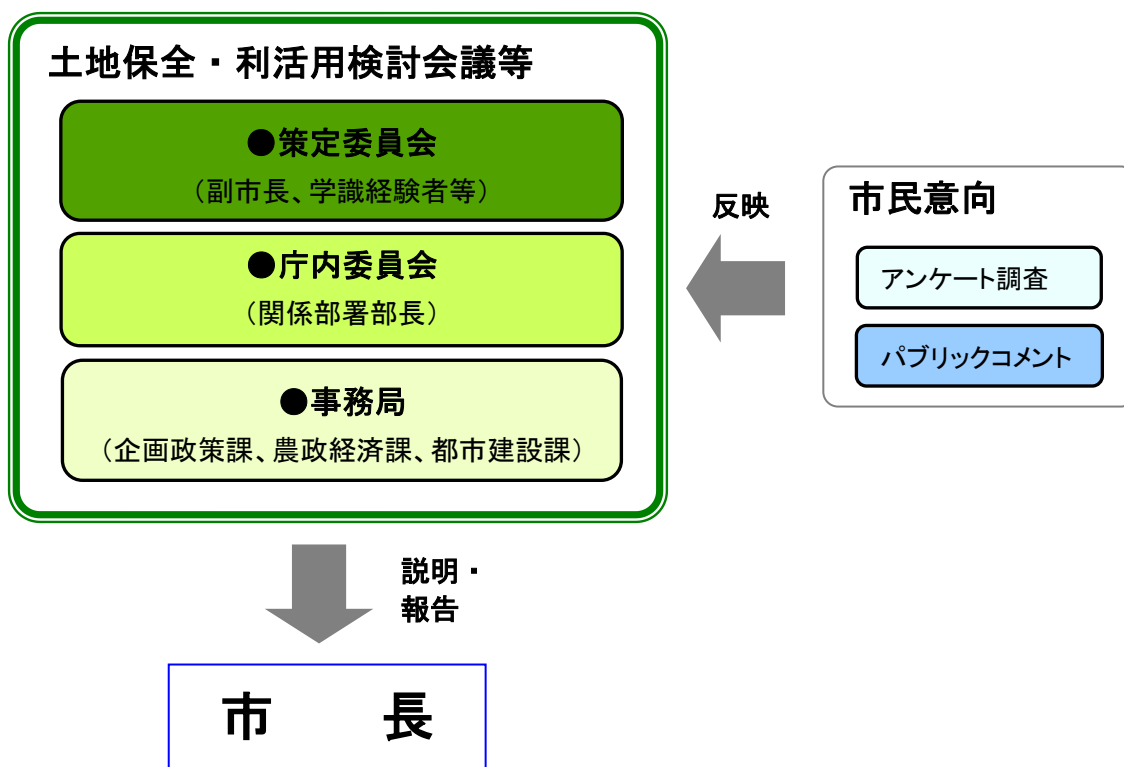 土地保全・利活用検討会議等
●策定委員会
（副市長、学識経験者等）
●庁内委員会
（関係部署部長）
●事務局
（企画政策課、農政経済課、都市建設課）
反映
市民意向
アンケート調査
パブリックコメント
説明・
報告
市　　長